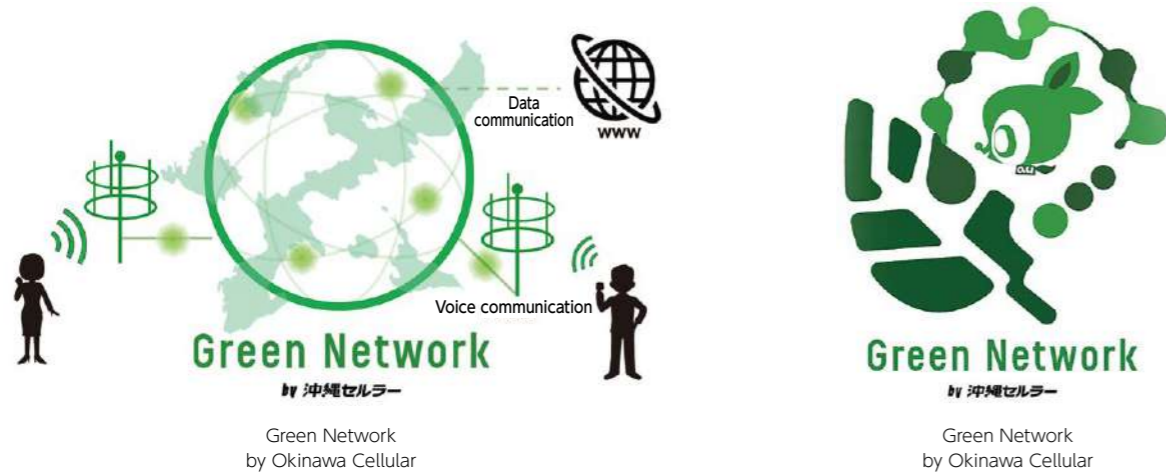 Data
communication
www
Voice communication
Green Network
by 沖縄セルラー
Green Network
by Okinawa Cellular
au
Green Network
by 沖縄セルラー
Green Network
by Okinawa Cellular